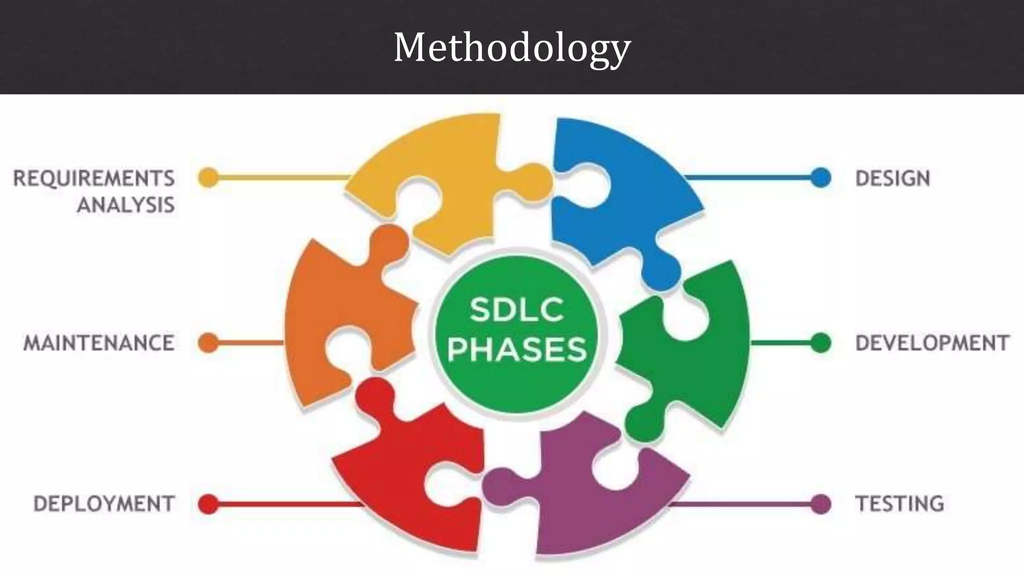 Methodology
REQUIREMENTS
ANALYSIS
DESIGN
SDLC
PHASES
MAINTENANCE
DEVELOPMENT
DEPLOYMENT
TESTING